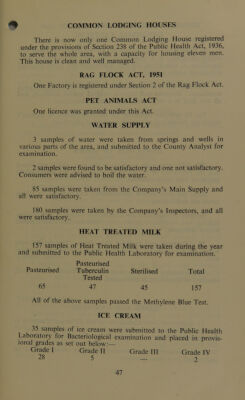 COMMON LODGING HOUSES
There is now only one Common Lodging House registered
under the provisions of Section 238 of the Public Health Act, 1936,
to serve the whole area, with a capacity for housing eleven men.
This house is clean and well managed.
RAG FLOCK ACT, 1951
One Factory is registered under Section 2 of the Rag Flock Act.
PET ANIMALS ACT
One licence was granted under this Act.
WATER SUPPLY
3 samples of water were taken from springs and wells in
various parts of the area, and submitted to the County Analyst for
examination.
2 samples were found to be satisfactory and one not satisfactory.
Consumers were advised to boil the water.
85 samples were taken from the Company's Main Supply and
all were satisfactory.
180 samples were taken by the Company's Inspectors, and all
were satisfactory.
HEAT TREATED MILK
157 samples of Heat Treated Milk were taken during the year
and submitted to the Public Health Laboratory for examination.
Pasteurised
Pasteurised Tuberculin Sterilised Total
Tested
65 47 45 157
All of the above samples passed the Methylene Blue Test.
ICE CREAM
35 samples of ice cream were submitted to the Public Health
Laboratory for Bacteriological examination and placed in provis-
ional grades as set out below:—
Grade I Grade II Grade III Grade IV
28 5 — 2
47